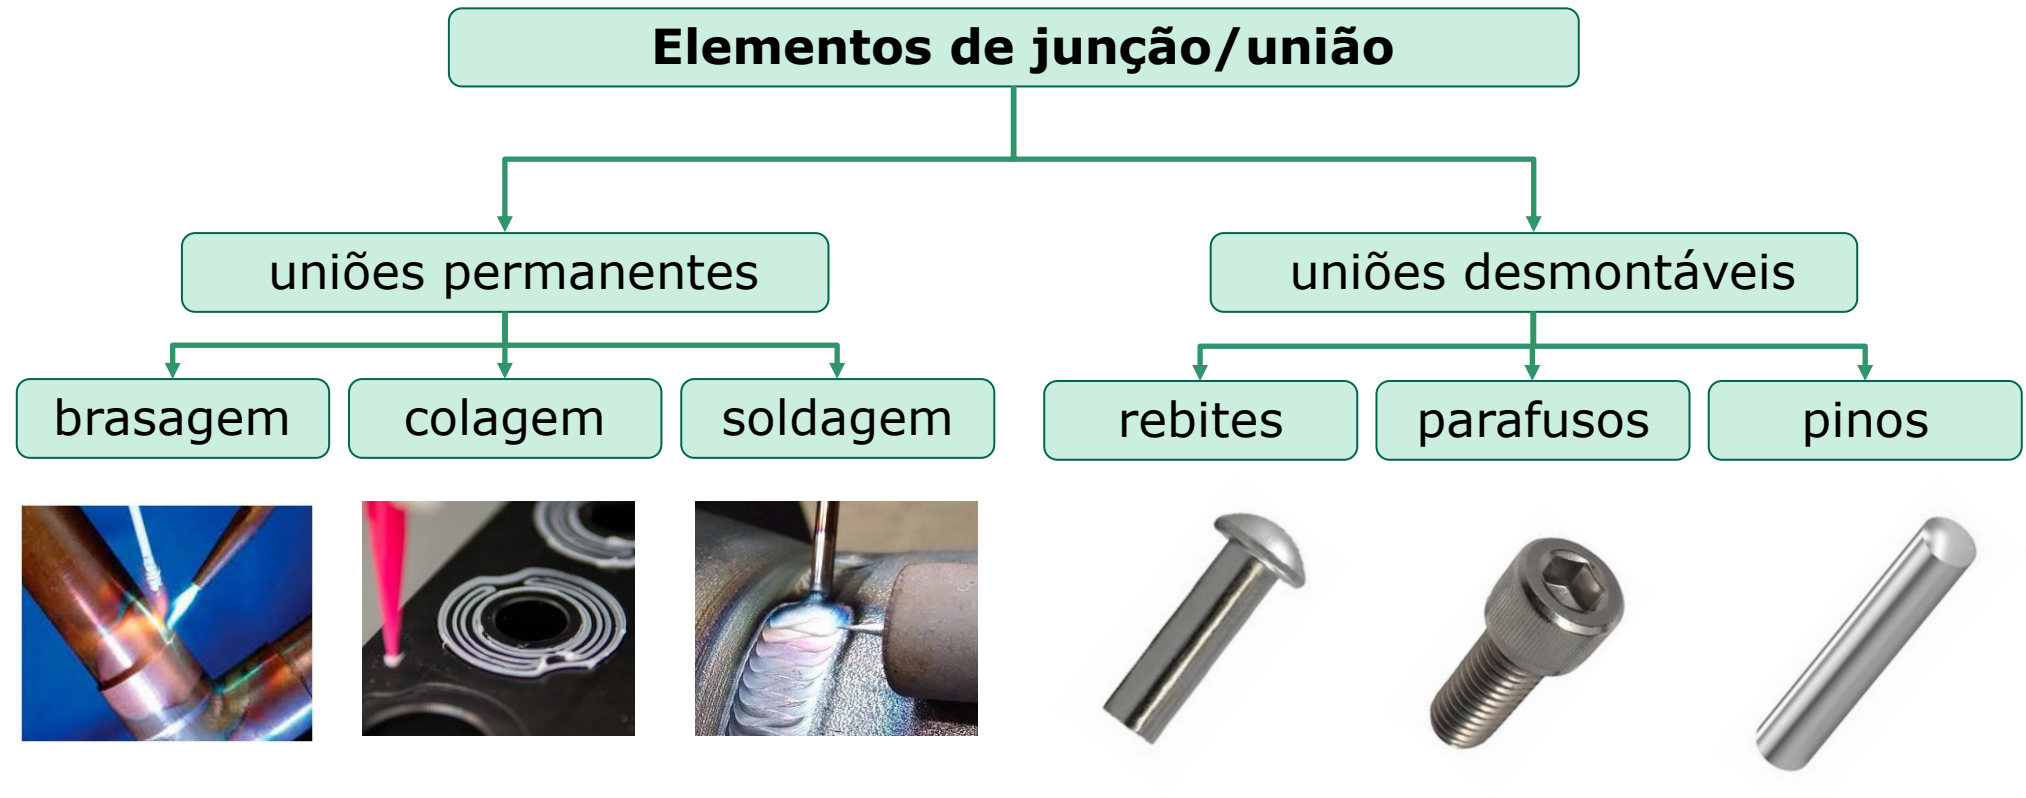 Elementos de junção/união
uniões permanentes
uniões desmontáveis
brasagem
colagem
soldagem
rebites
parafusos
pinos